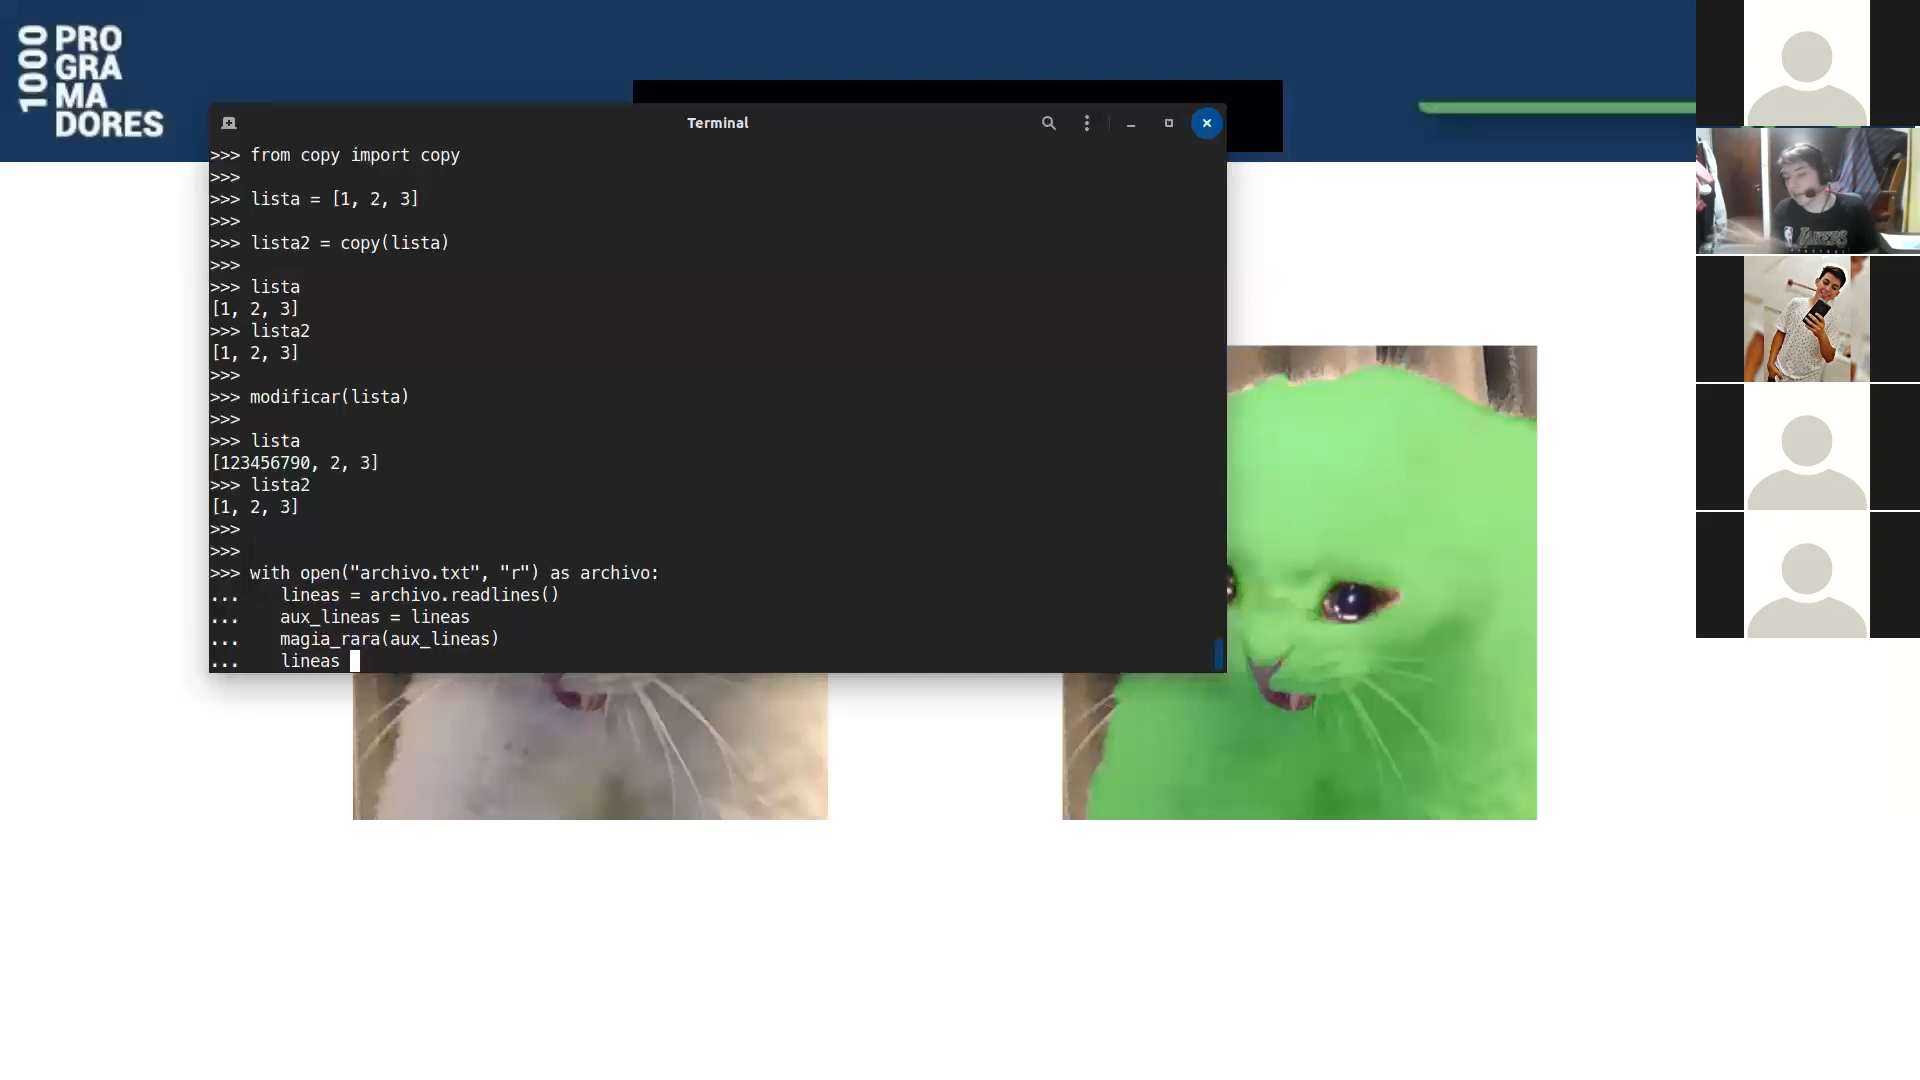 1000
PRO
GRA
MA
DORES
Terminal
>>> from copy import copy
>>>
>>> lista = [1, 2, 3]
>>>
>>> lista2 = copy(lista)
>>>
>>> lista
[1, 2, 3]
>>> lista2
[1, 2, 3]
>>>
>>> modificar(lista)
>>>
>>> lista
[123456790, 2, 3]
>>> lista2
[1, 2, 3]
>>>
>>>
>>> with open("archivo.txt", "r") as archivo:
...    lineas = archivo.readlines()
...    aux_lineas = lineas
...    magia_rara(aux_lineas)
...    lineas
LAKERS